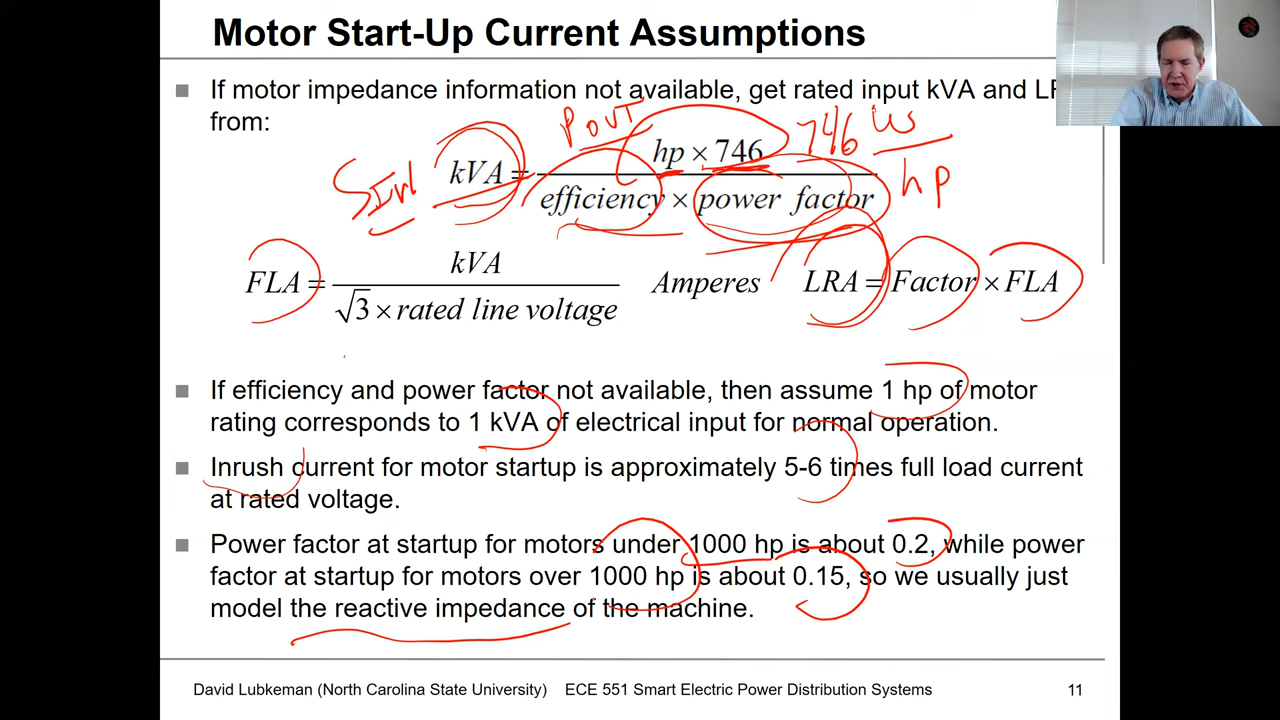 Motor Start-Up Current Assumptions
If motor impedance information not available, get rated input kVA and LR
from:
P OUT
746 W
hp
S IN
kVA = hp × 746 / efficiency × power factor
FLA = kVA / √3 × rated line voltage Amperes LRA = Factor × FLA
If efficiency and power factor not available, then assume 1 hp of motor
rating corresponds to 1 kVA of electrical input for normal operation.
Inrush current for motor startup is approximately 5-6 times full load current
at rated voltage.
Power factor at startup for motors under 1000 hp is about 0.2, while power
factor at startup for motors over 1000 hp is about 0.15, so we usually just
model the reactive impedance of the machine.
David Lubkeman (North Carolina State University) ECE 551 Smart Electric Power Distribution Systems 11